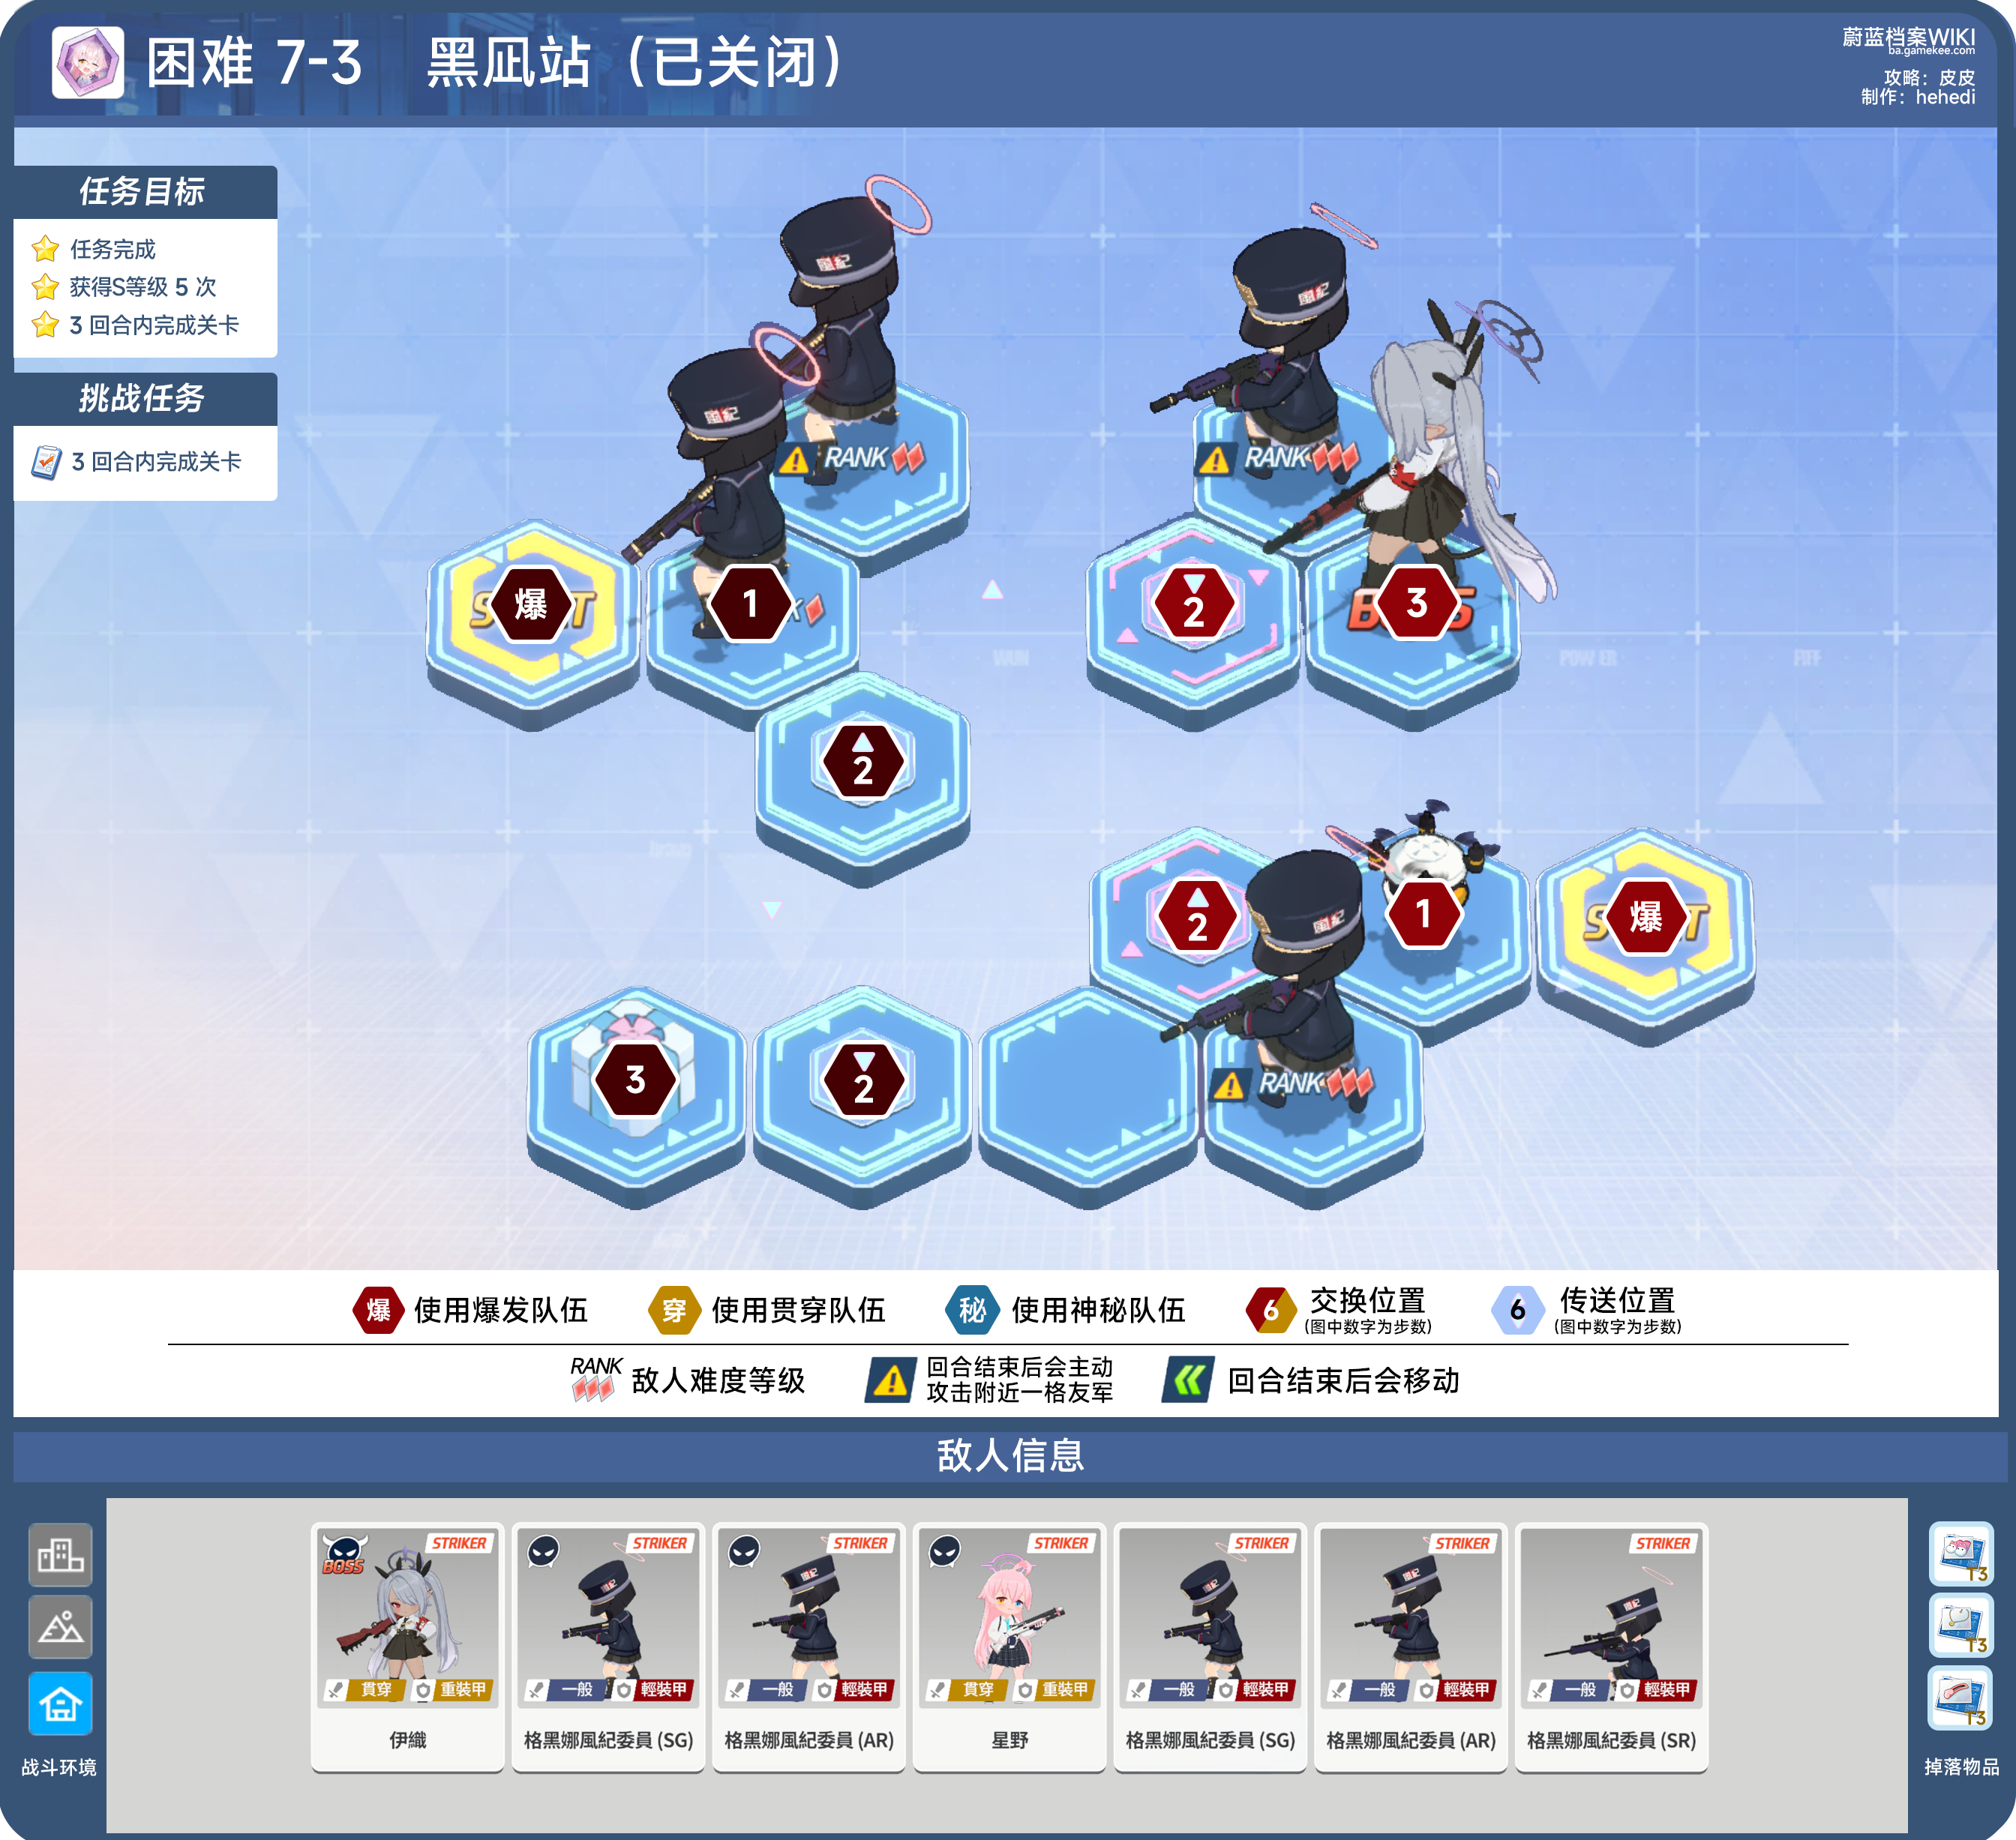 困难 7-3 黑凪站（已关闭）
蔚蓝档案WIKI
ba.gamekee.com
攻略：皮皮
制作：hehedi
任务目标
任务完成
获得S等级 5 次
3 回合内完成关卡
挑战任务
3 回合内完成关卡
風紀
風紀
風紀
RANK
RANK
爆
1
2
3
BOSS
2
風紀
2
1
爆
3
2
RANK
爆 使用爆发队伍
穿 使用贯穿队伍
秘 使用神秘队伍
6 交换位置
(图中数字为步数)
6 传送位置
(图中数字为步数)
RANK 敌人难度等级
回合结束后会主动
攻击附近一格友军
回合结束后会移动
敌人信息
BOSS STRIKER
STRIKER
STRIKER
STRIKER
STRIKER
STRIKER
STRIKER
貫穿 重裝甲
一般 輕裝甲
一般 輕裝甲
貫穿 重裝甲
一般 輕裝甲
一般 輕裝甲
一般 輕裝甲
伊織
格黑娜風紀委員 (SG)
格黑娜風紀委員 (AR)
星野
格黑娜風紀委員 (SG)
格黑娜風紀委員 (AR)
格黑娜風紀委員 (SR)
战斗环境
T3
T3
T3
掉落物品